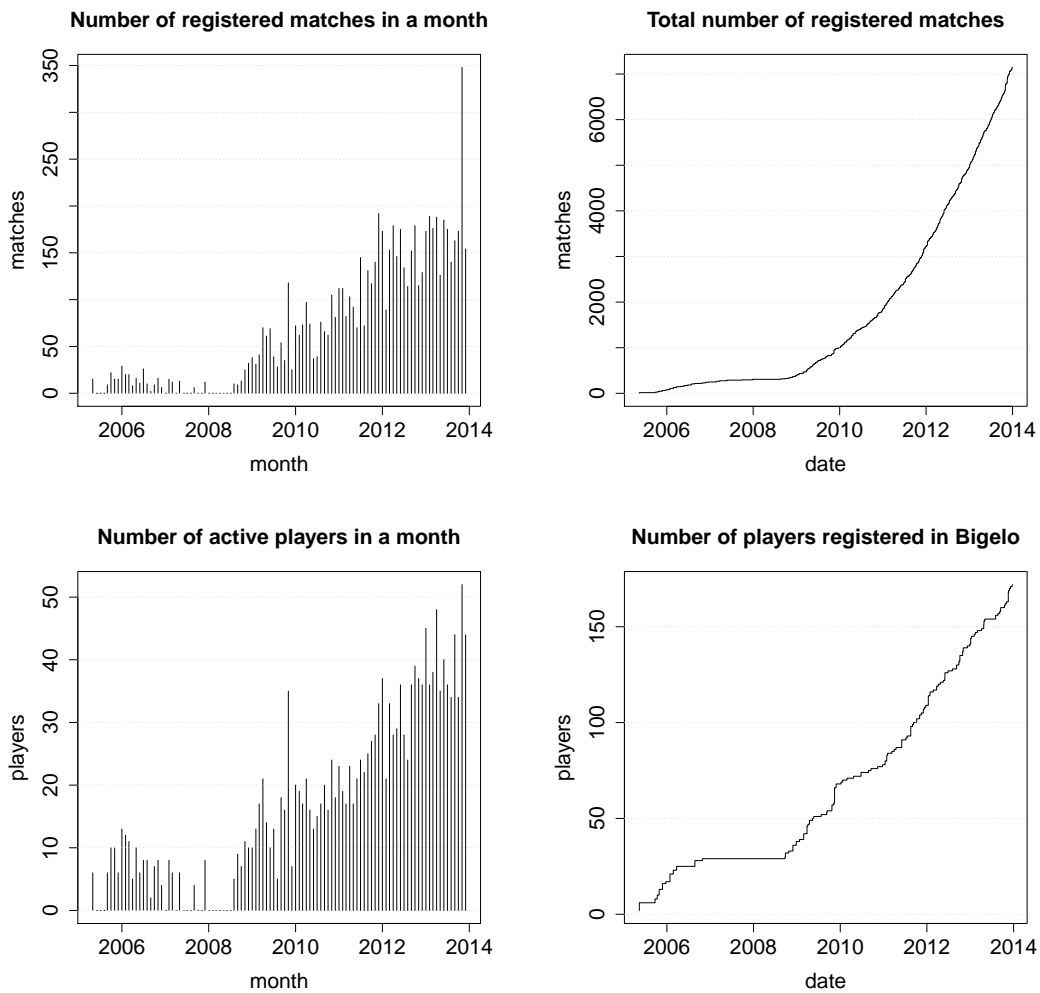 Number of registered matches in a month
matches
0
50
150
250
350
2006 2008 2010 2012 2014
month
Total number of registered matches
matches
0
2000
4000
6000
2006 2008 2010 2012 2014
date
Number of active players in a month
players
0
10
20
30
40
50
2006 2008 2010 2012 2014
month
Number of players registered in Bigelo
players
0
50
100
150
2006 2008 2010 2012 2014
date